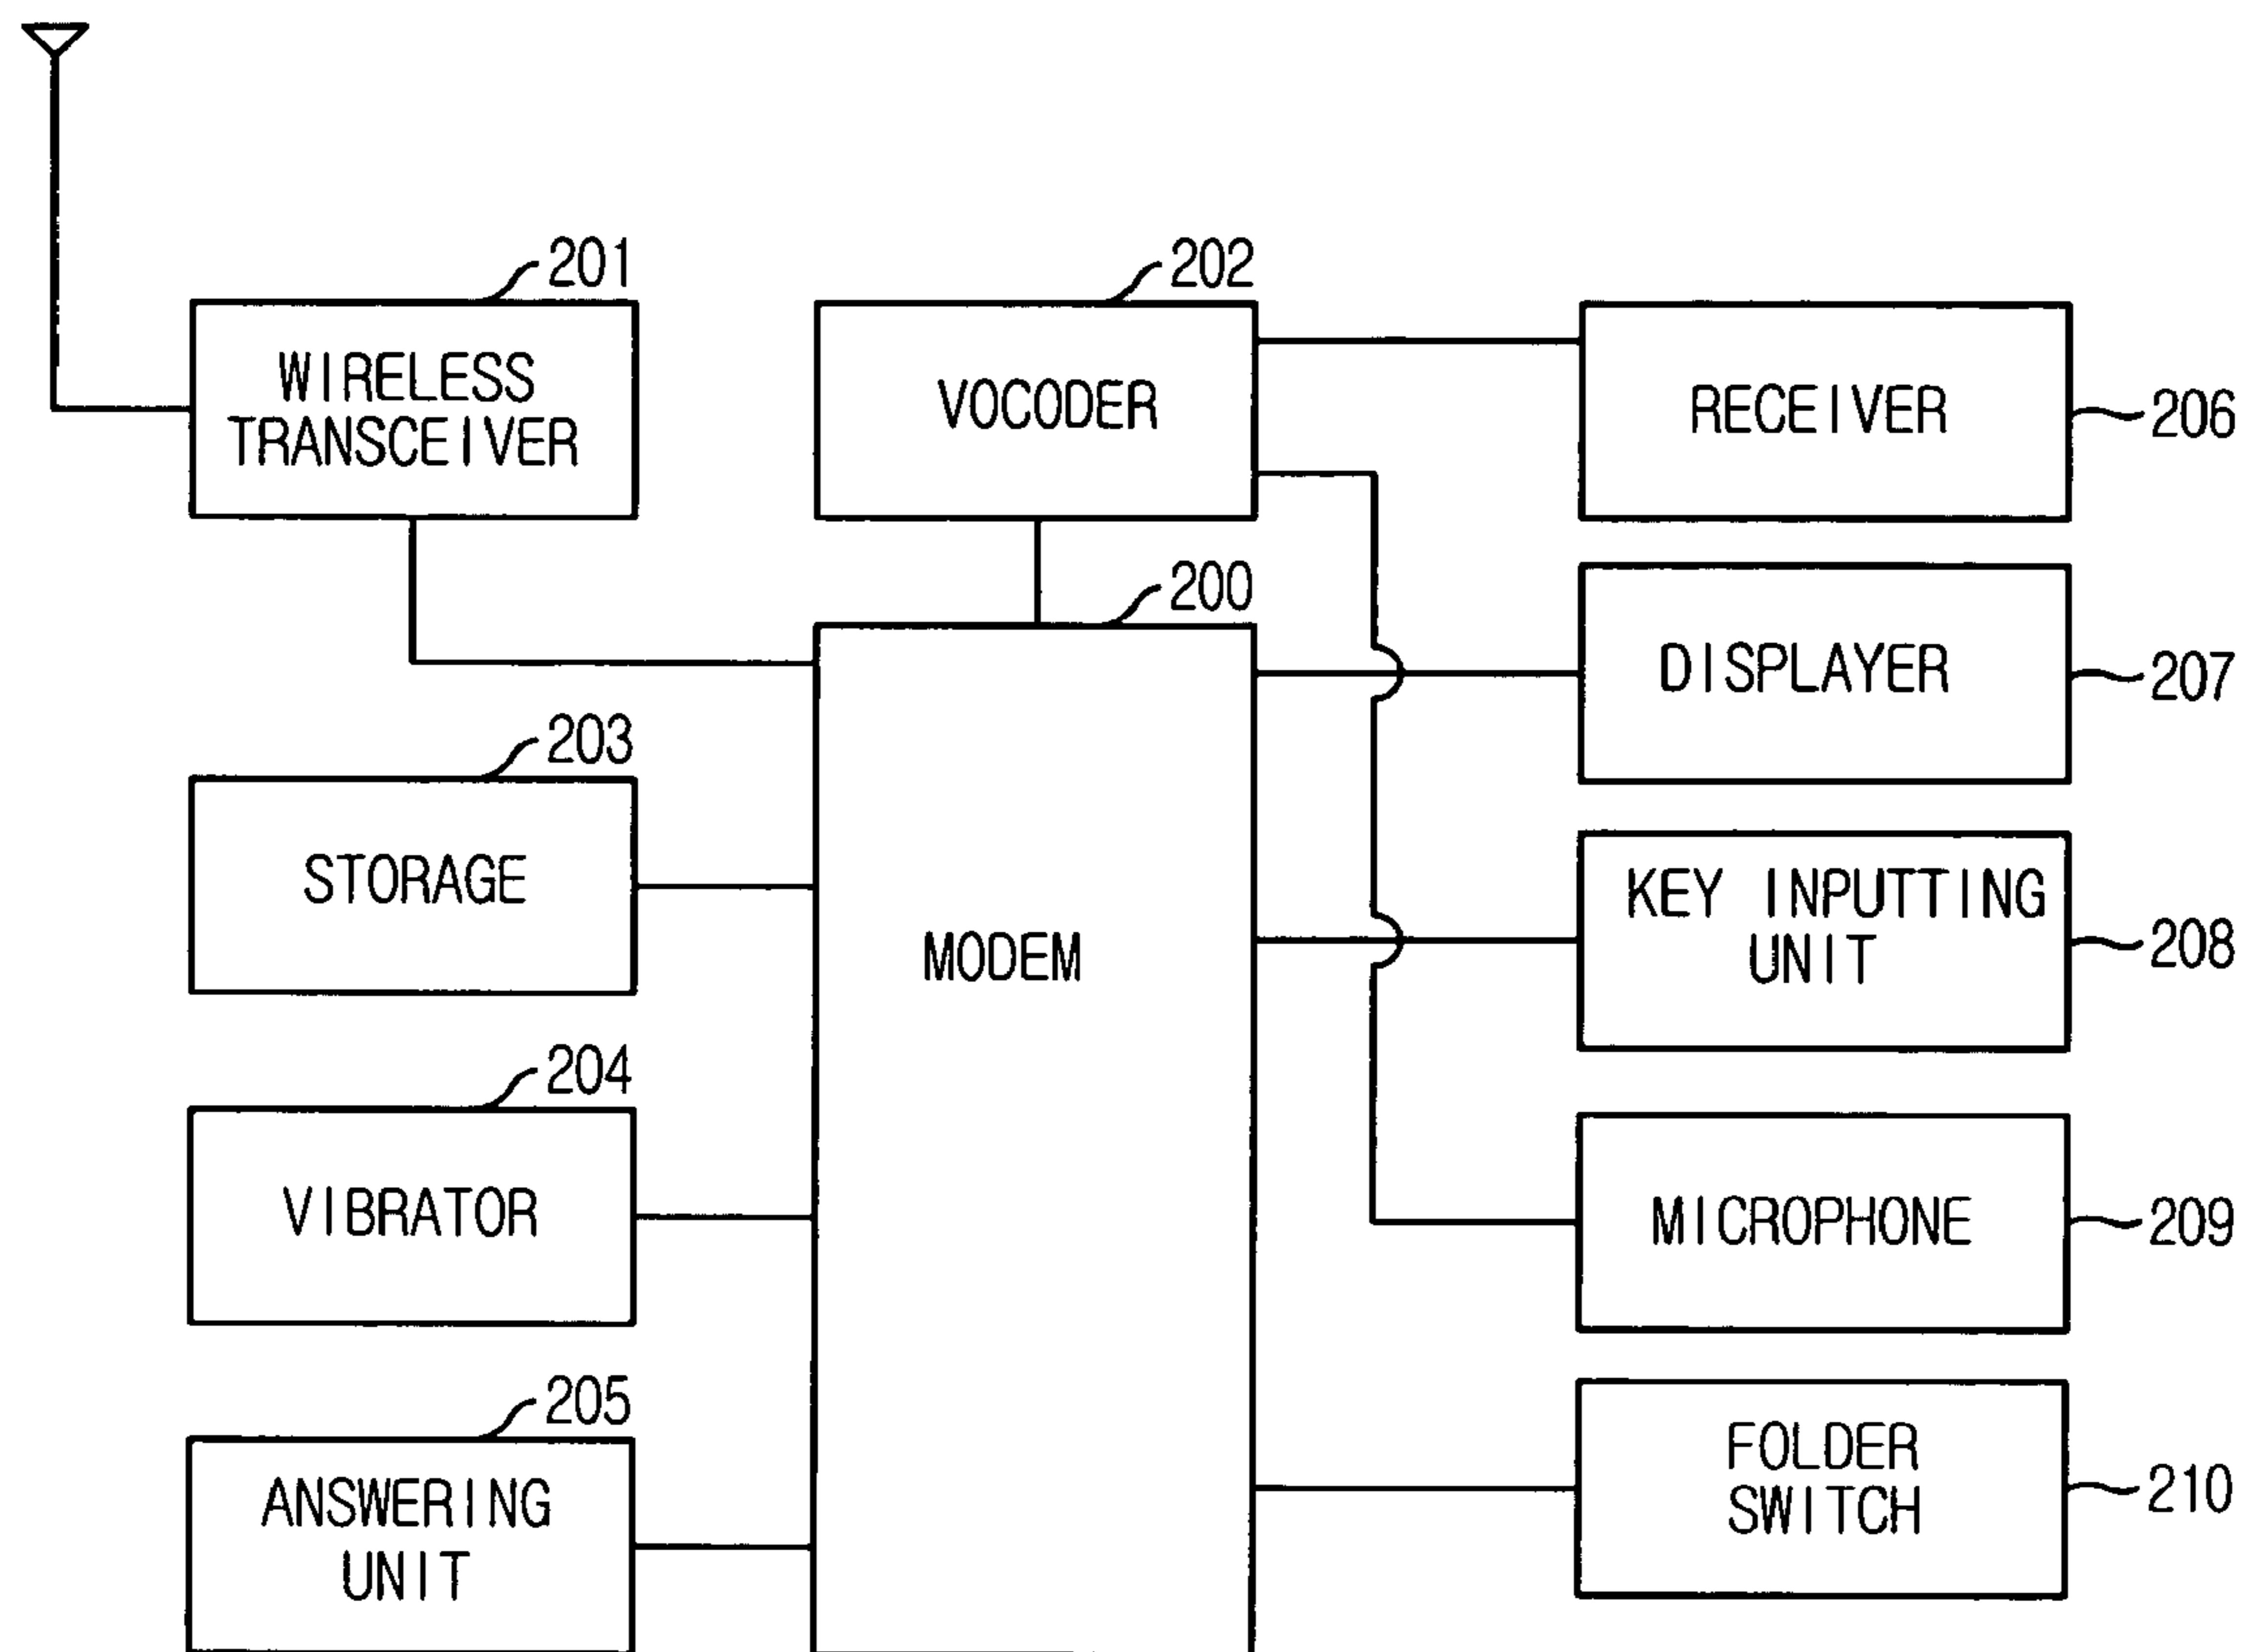 201
WIRELESS
TRANSCEIVER
202
VOCODER
RECEIVER
206
200
MODEM
DISPLAYER
207
203
STORAGE
KEY INPUTTING
UNIT
208
204
VIBRATOR
MICROPHONE
209
205
ANSWERING
UNIT
FOLDER
SWITCH
210